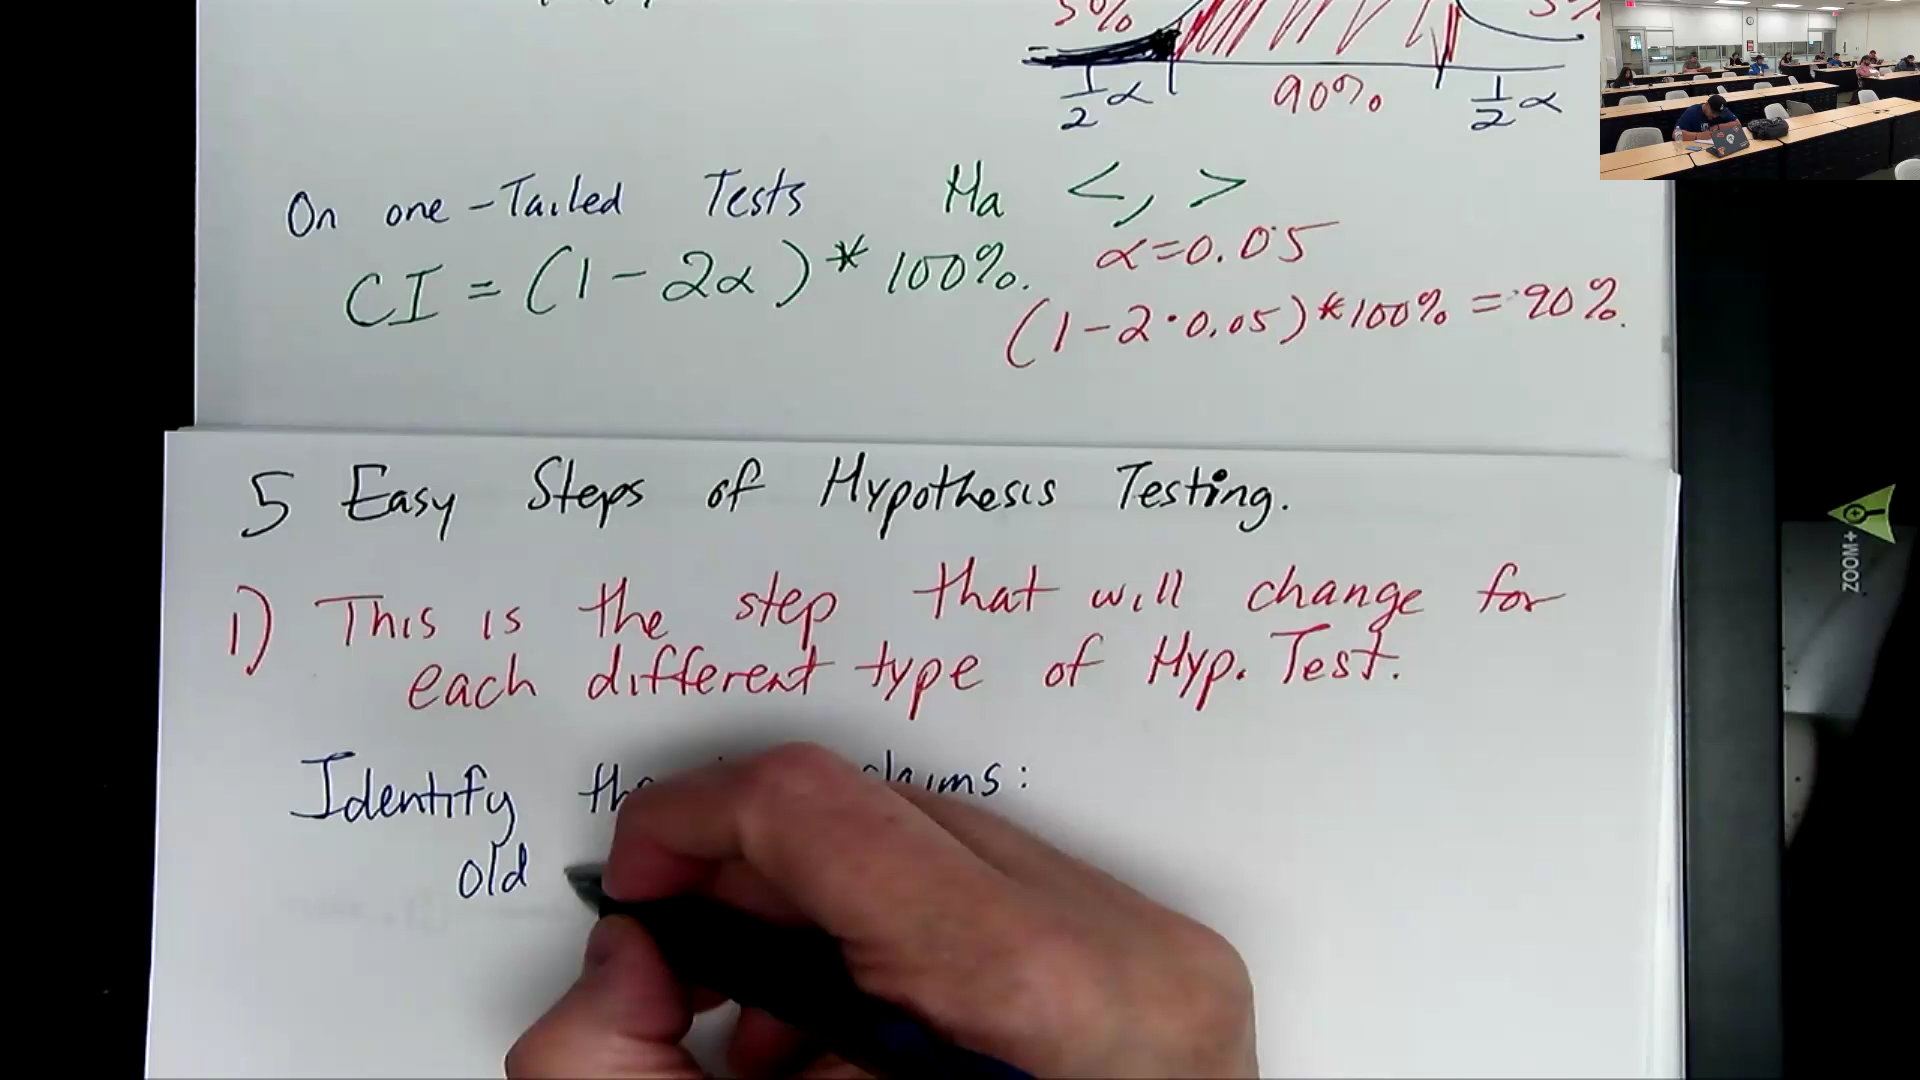 5%
1/2 α 90% 1/2 α
On one-Tailed Tests Ha <, >
α=0.05
CI = (1-2α)*100%.
(1-2·0.05)*100% = 90%.
5 Easy Steps of Hypothesis Testing.
1) This is the step that will change for
each different type of Hyp. Test.
Identify claims:
old
ZOOM+